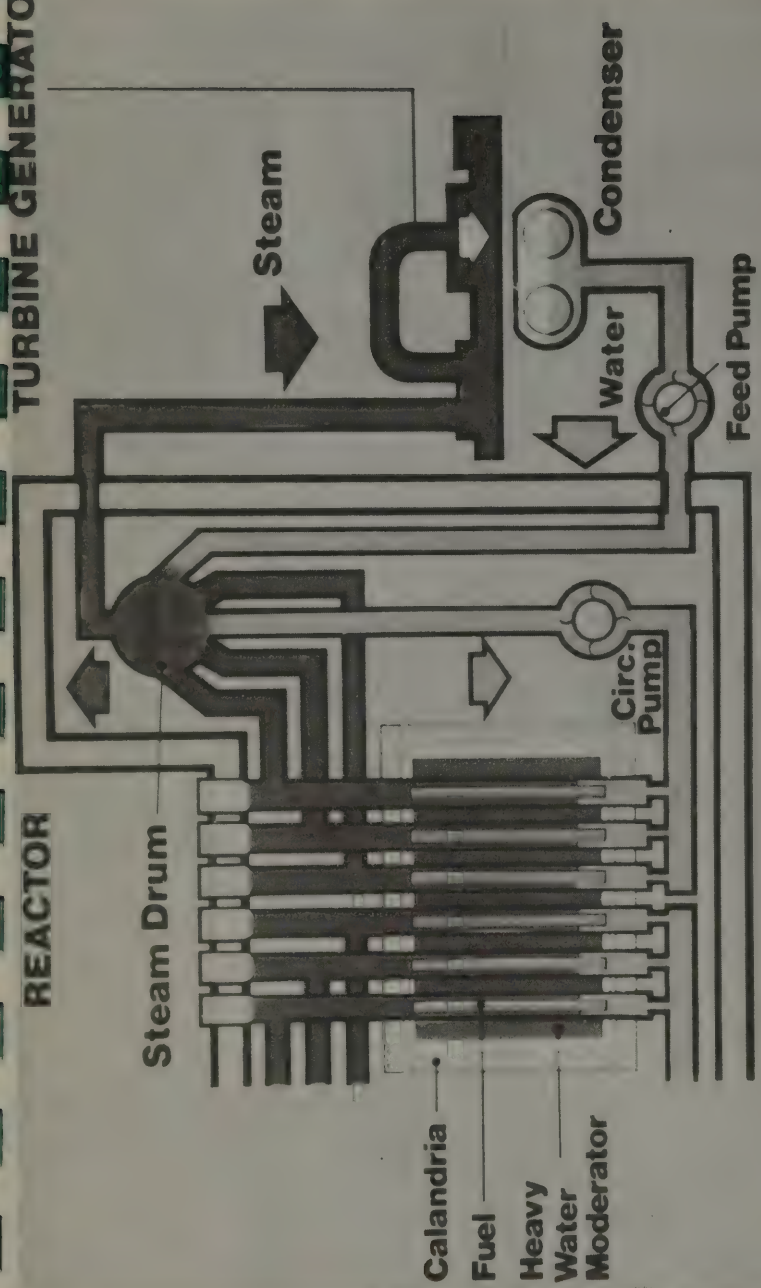 REACTOR
TURBINE GENERATO
Steam Drum
Steam
Calandria
Fuel
Heavy
Water
Moderator
Circ.
Pump
Water
Condenser
Feed Pump